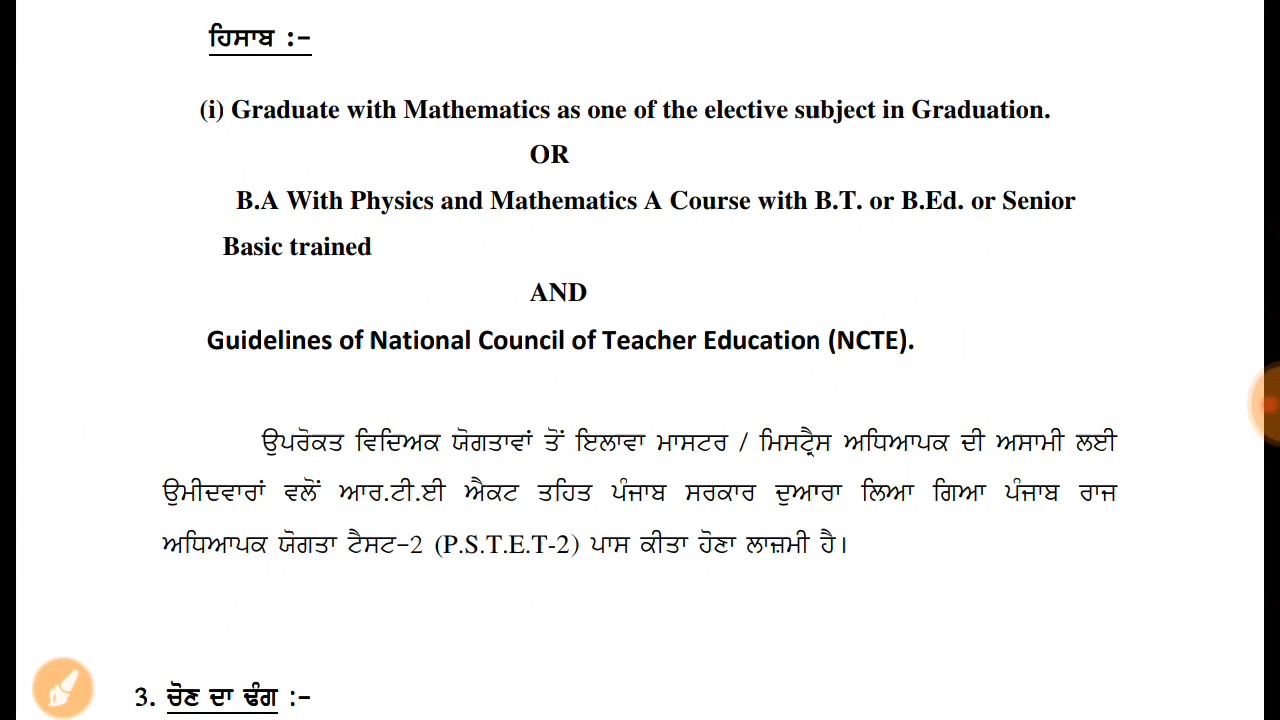 ਹਿਸਾਬ :-
(i) Graduate with Mathematics as one of the elective subject in Graduation.
OR
B.A With Physics and Mathematics A Course with B.T. or B.Ed. or Senior
Basic trained
AND
Guidelines of National Council of Teacher Education (NCTE).
ਉਪਰੋਕਤ ਵਿਦਿਅਕ ਯੋਗਤਾਵਾਂ ਤੋਂ ਇਲਾਵਾ ਮਾਸਟਰ / ਮਿਸਟ੍ਰੈਸ ਅਧਿਆਪਕ ਦੀ ਅਸਾਮੀ ਲਈ
ਉਮੀਦਵਾਰਾਂ ਵਲੋਂ ਆਰ.ਟੀ.ਈ ਐਕਟ ਤਹਿਤ ਪੰਜਾਬ ਸਰਕਾਰ ਦੁਆਰਾ ਲਿਆ ਗਿਆ ਪੰਜਾਬ ਰਾਜ
ਅਧਿਆਪਕ ਯੋਗਤਾ ਟੈਸਟ-2 (P.S.T.E.T-2) ਪਾਸ ਕੀਤਾ ਹੋਣਾ ਲਾਜ਼ਮੀ ਹੈ।
3. ਚੋਣ ਦਾ ਢੰਗ :-